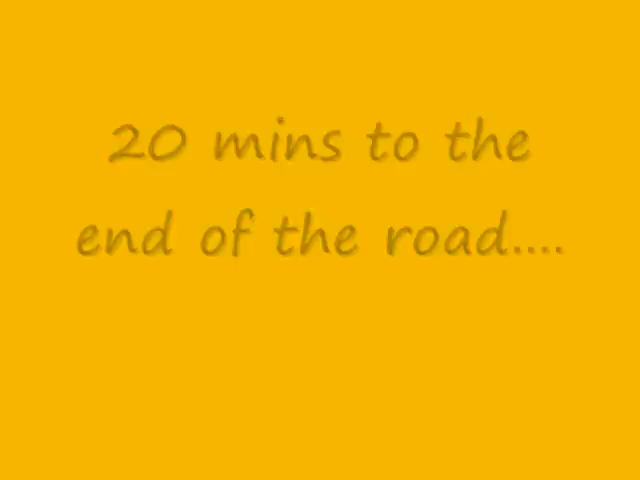 20 mins to the
end of the road....